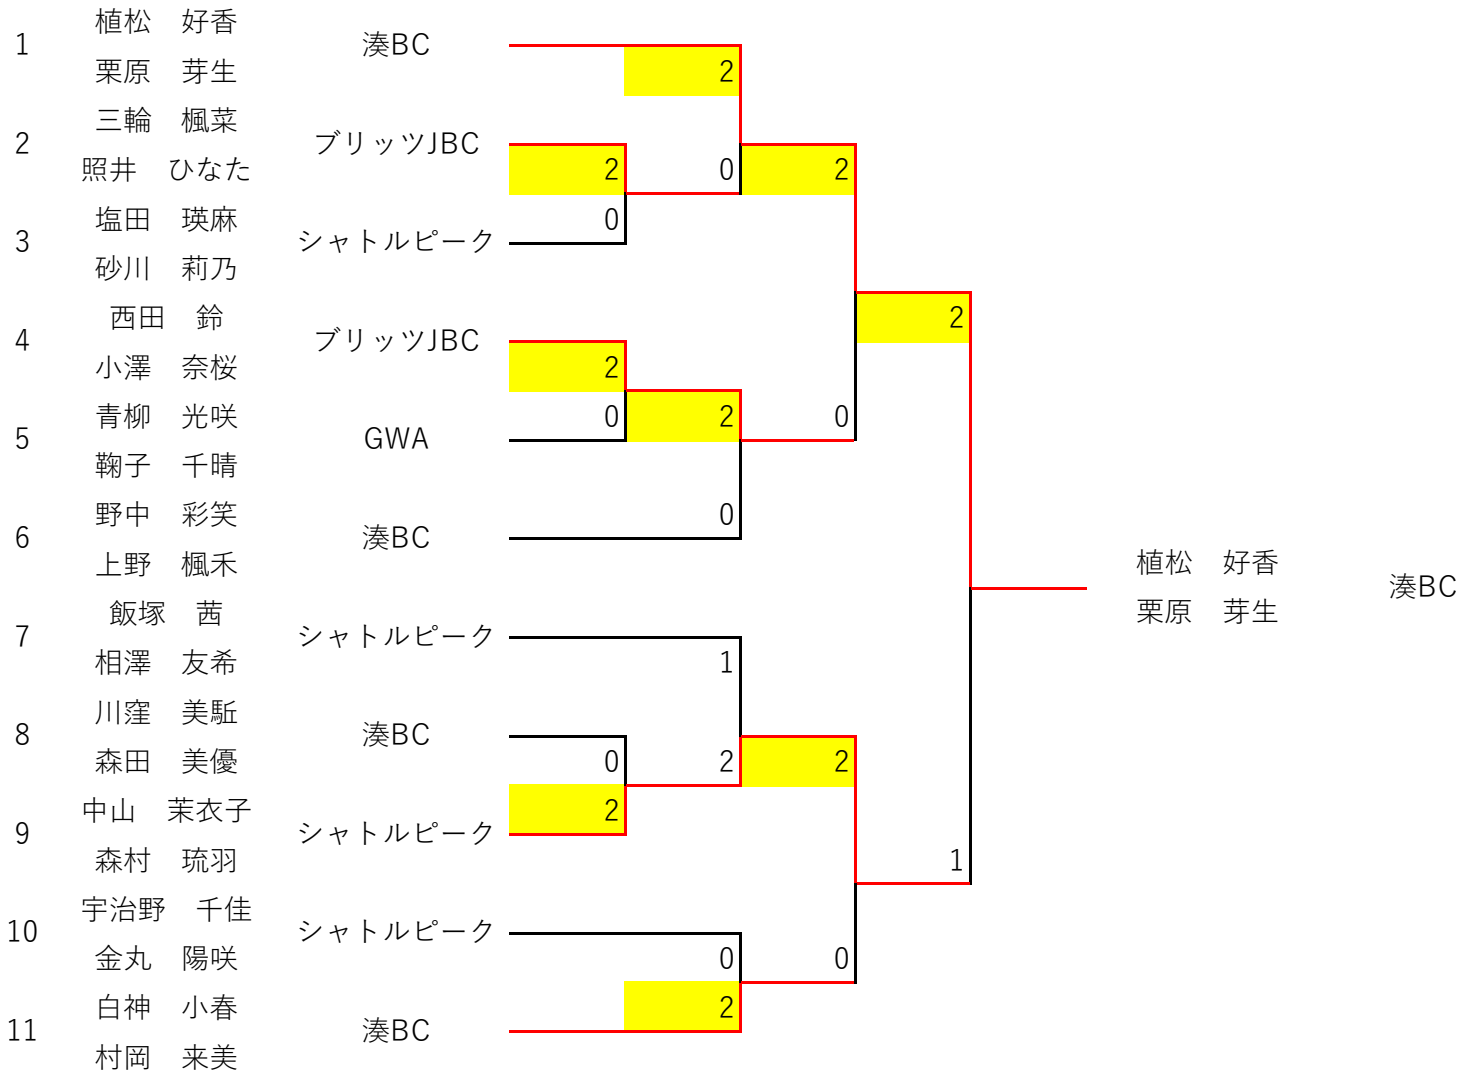 植松　好香
1 湊BC
栗原　芽生 2
三輪　楓菜
2 ブリッツJBC
照井　ひなた 2 0 2
塩田　瑛麻 0
3 シャトルピーク
砂川　莉乃
西田　鈴 2
4 ブリッツJBC
小澤　奈桜 2
青柳　光咲 0 2 0
5 GWA
鞠子　千晴
野中　彩笑 0
6 湊BC
上野　楓禾 植松　好香
湊BC
飯塚　茜 栗原　芽生
7 シャトルピーク
相澤　友希 1
川窪　美駈
8 湊BC
森田　美優 0 2 2
中山　茉衣子 2
9 シャトルピーク
森村　琉羽 1
宇治野　千佳
10 シャトルピーク
金丸　陽咲 0 0
白神　小春 2
11 湊BC
村岡　来美